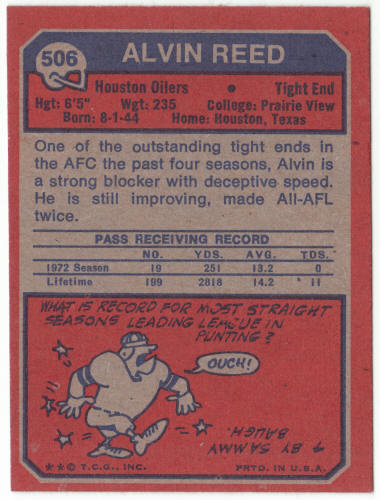 506
ALVIN REED
Houston Oilers • Tight End
Hgt: 6'5" Wgt: 235 College: Prairie View
Born: 8-1-44 Home: Houston, Texas
One of the outstanding tight ends in
the AFC the past four seasons, Alvin is
a strong blocker with deceptive speed.
He is still improving, made All-AFL
twice.
PASS RECEIVING RECORD
NO. YDS. AVG. TDS.
1972 Season 19 251 13.2 0
Lifetime 199 2818 14.2 11
WHAT IS RECORD FOR MOST STRAIGHT
SEASONS LEADING LEAGUE IN
PUNTING?
OUCH!
4 BY SAMMY
BAUGH.
**© T.C.G., INC. PRTD. IN U.S.A.